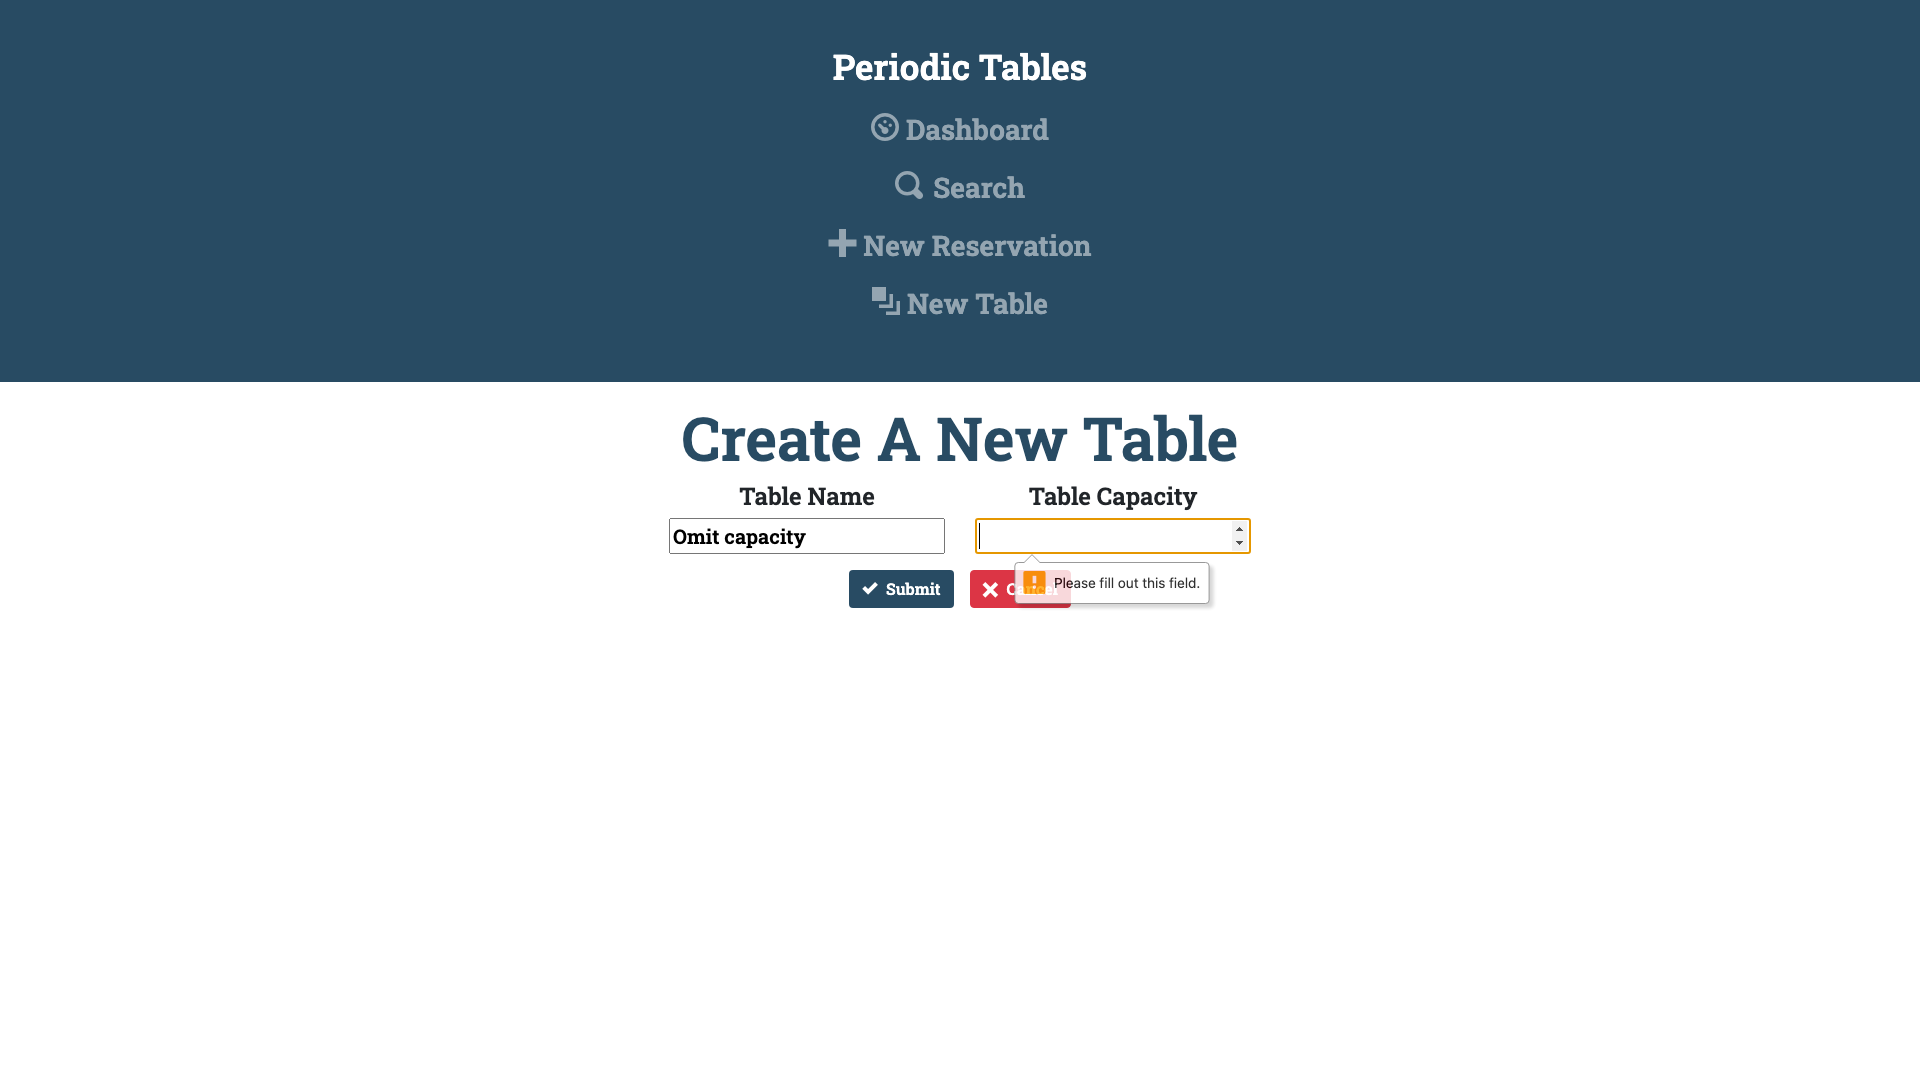 Periodic Tables
Dashboard
Search
New Reservation
New Table
Create A New Table
Table Name
Table Capacity
Omit capacity
Submit
Cancel
Please fill out this field.